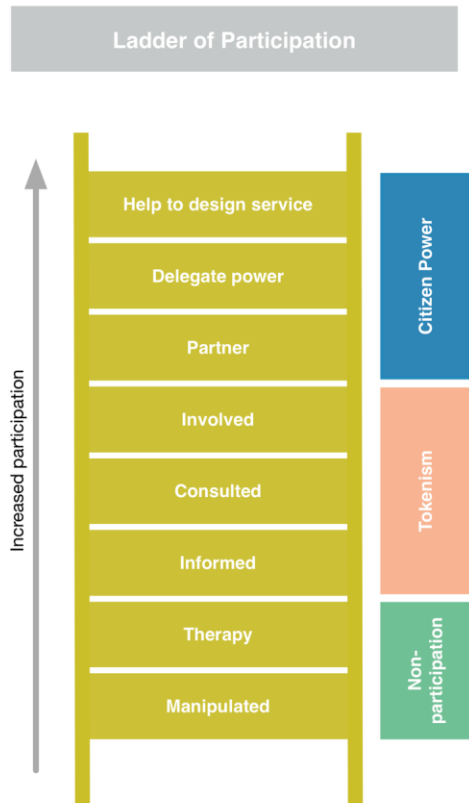 Ladder of Participation
Increased participation
Help to design service
Delegate power
Partner
Involved
Consulted
Informed
Therapy
Manipulated
Citizen Power
Tokenism
Non-
participation